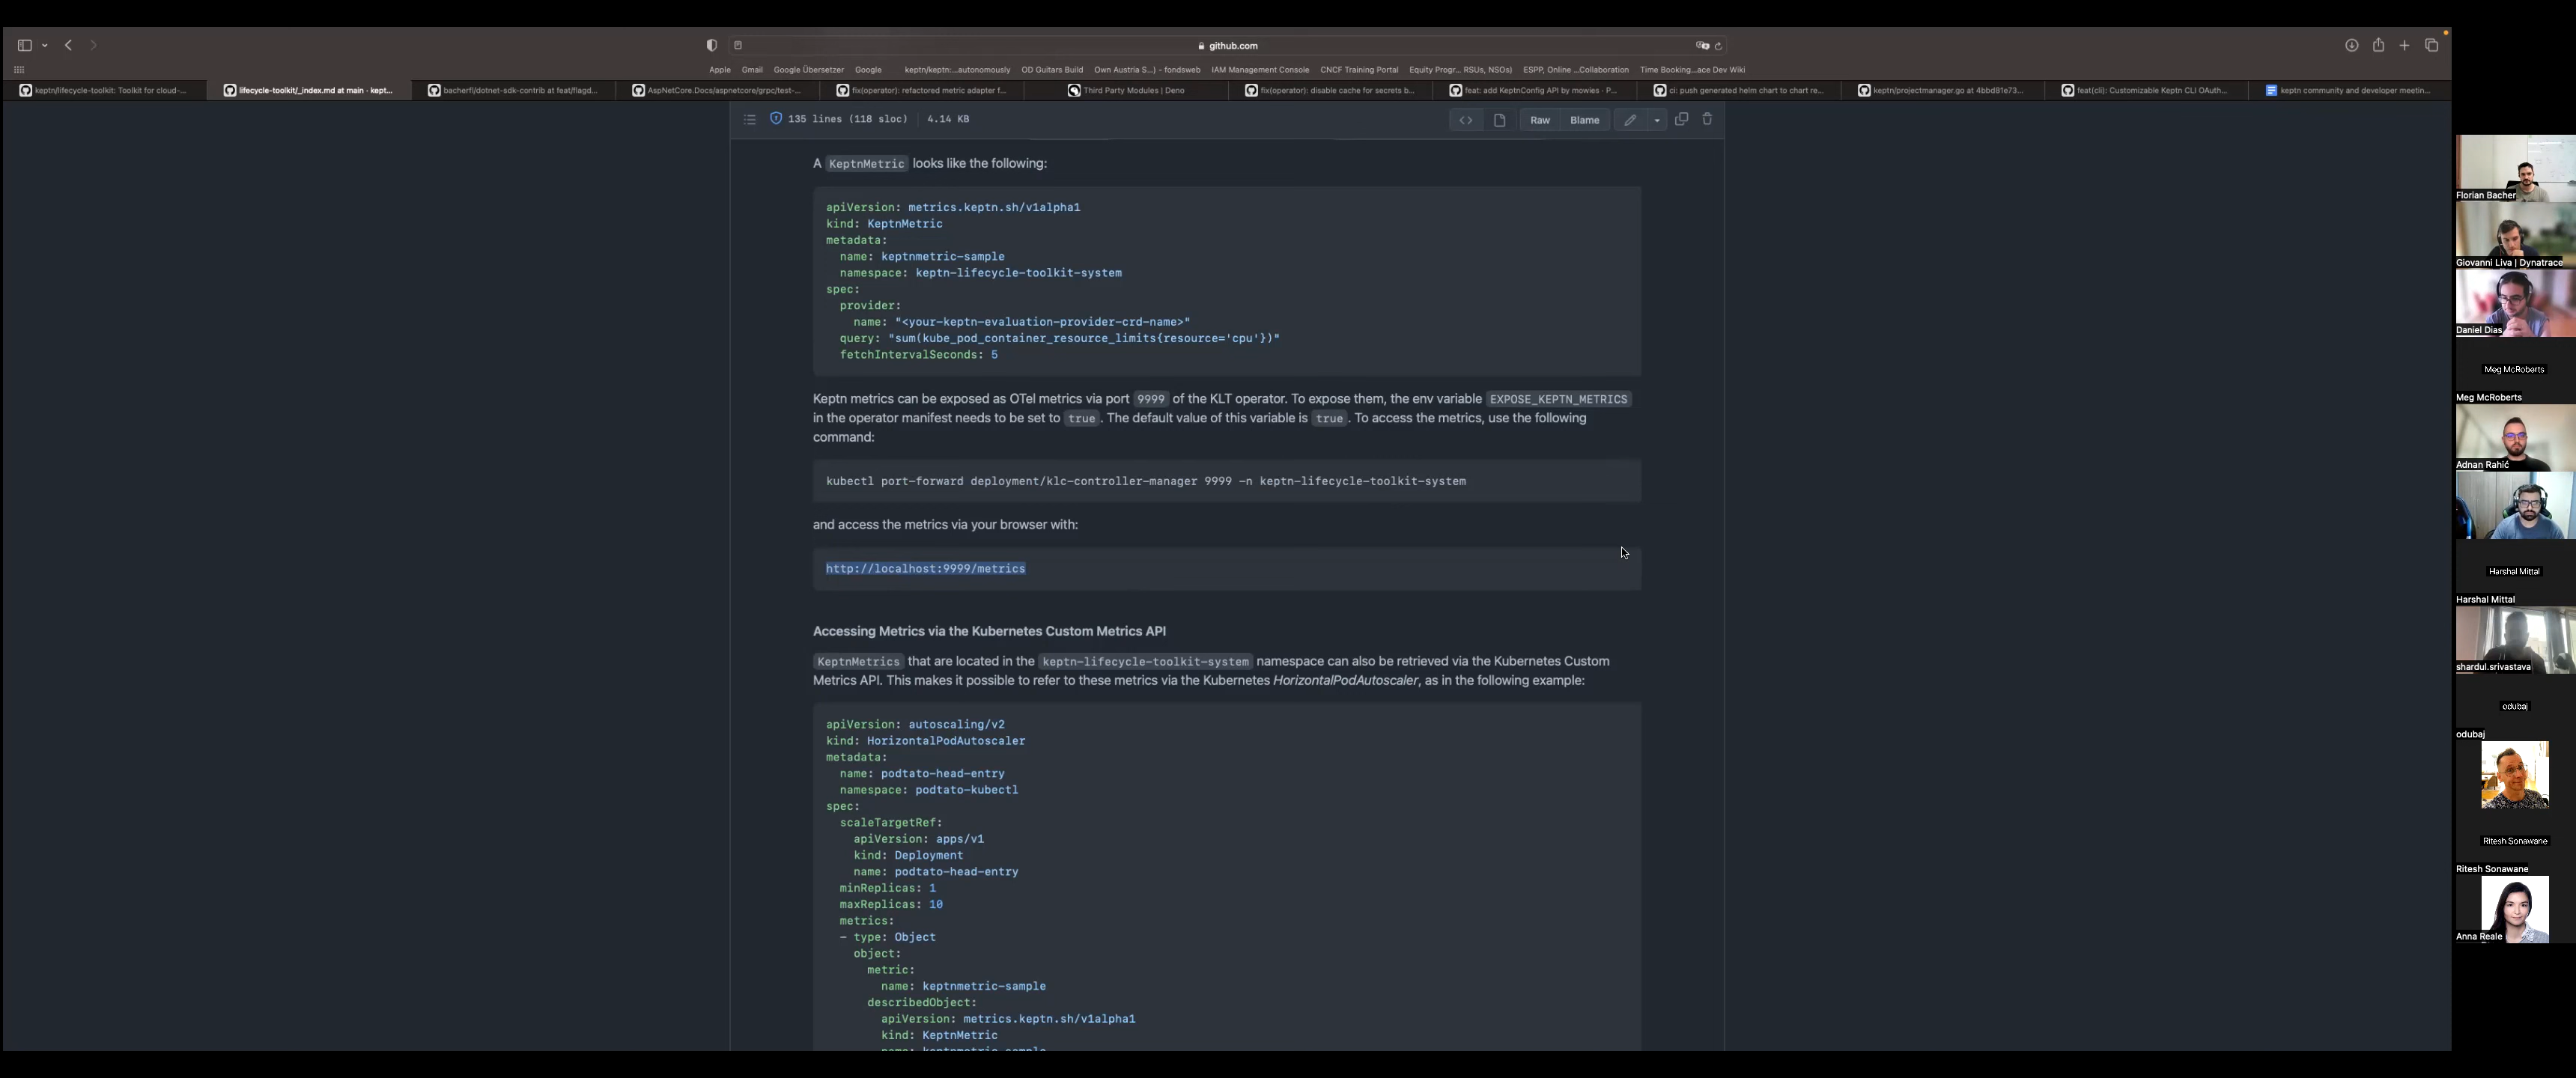 github.com
Apple Gmail Google Übersetzer Google keptn/keptn:...autonomously OD Guitars Build Own Austria S...) - fondsweb IAM Management Console CNCF Training Portal Equity Progr... RSUs, NSOs) ESPP, Online ...Collaboration Time Booking...ace Dev Wiki
keptn/lifecycle-toolkit: Toolkit for cloud-... lifecycle-toolkit/_index.md at main · kept... bacherfl/dotnet-sdk-contrib at feat/flagd... AspNetCore.Docs/aspnetcore/grpc/test-... fix(operator): refactored metric adapter f... Third Party Modules | Deno fix(operator): disable cache for secrets b... feat: add KeptnConfig API by mowies · P... ci: push generated helm chart to chart re... keptn/projectmanager.go at 4bbd81e73... feat(cli): Customizable Keptn CLI OAuth... keptn community and developer meetin...
135 lines (118 sloc) 4.14 KB
Raw Blame
A KeptnMetric looks like the following:
apiVersion: metrics.keptn.sh/v1alpha1
kind: KeptnMetric
metadata:
name: keptnmetric-sample
namespace: keptn-lifecycle-toolkit-system
spec:
provider:
name: "<your-keptn-evaluation-provider-crd-name>"
query: "sum(kube_pod_container_resource_limits{resource='cpu'})"
fetchIntervalSeconds: 5
Keptn metrics can be exposed as OTel metrics via port 9999 of the KLT operator. To expose them, the env variable EXPOSE_KEPTN_METRICS
in the operator manifest needs to be set to true. The default value of this variable is true. To access the metrics, use the following
command:
kubectl port-forward deployment/klc-controller-manager 9999 -n keptn-lifecycle-toolkit-system
and access the metrics via your browser with:
http://localhost:9999/metrics
Accessing Metrics via the Kubernetes Custom Metrics API
KeptnMetrics that are located in the keptn-lifecycle-toolkit-system namespace can also be retrieved via the Kubernetes Custom
Metrics API. This makes it possible to refer to these metrics via the Kubernetes HorizontalPodAutoscaler, as in the following example:
apiVersion: autoscaling/v2
kind: HorizontalPodAutoscaler
metadata:
name: podtato-head-entry
namespace: podtato-kubectl
spec:
scaleTargetRef:
apiVersion: apps/v1
kind: Deployment
name: podtato-head-entry
minReplicas: 1
maxReplicas: 10
metrics:
- type: Object
object:
metric:
name: keptnmetric-sample
describedObject:
apiVersion: metrics.keptn.sh/v1alpha1
kind: KeptnMetric
name: keptnmetric-sample
Florian Bacher
Giovanni Liva | Dynatrace
Daniel Dias
Meg McRoberts
Meg McRoberts
Adnan Rahić
Harshal Mittal
Harshal Mittal
shardul.srivastava
odubaj
odubaj
Ritesh Sonawane
Ritesh Sonawane
Anna Reale